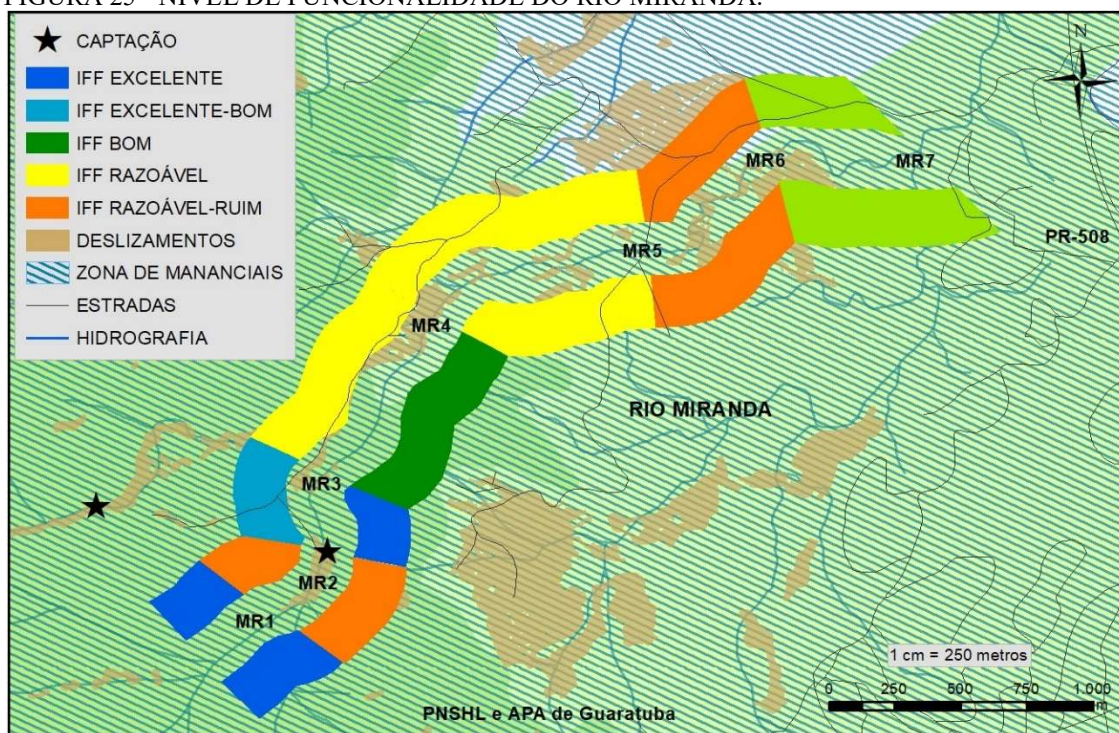 FIGURA 25 - NÍVEL DE FUNCIONALIDADE DO RIO MIRANDA.
CAPTAÇÃO
IFF EXCELENTE
IFF EXCELENTE-BOM
IFF BOM
IFF RAZOÁVEL
IFF RAZOÁVEL-RUIM
DESLIZAMENTOS
ZONA DE MANANCIAIS
ESTRADAS
HIDROGRAFIA
N
MR6
MR7
PR-508
MR5
MR4
RIO MIRANDA
MR3
MR2
MR1
1 cm = 250 metros
0 250 500 750 1.000
m
PNSHL e APA de Guaratuba